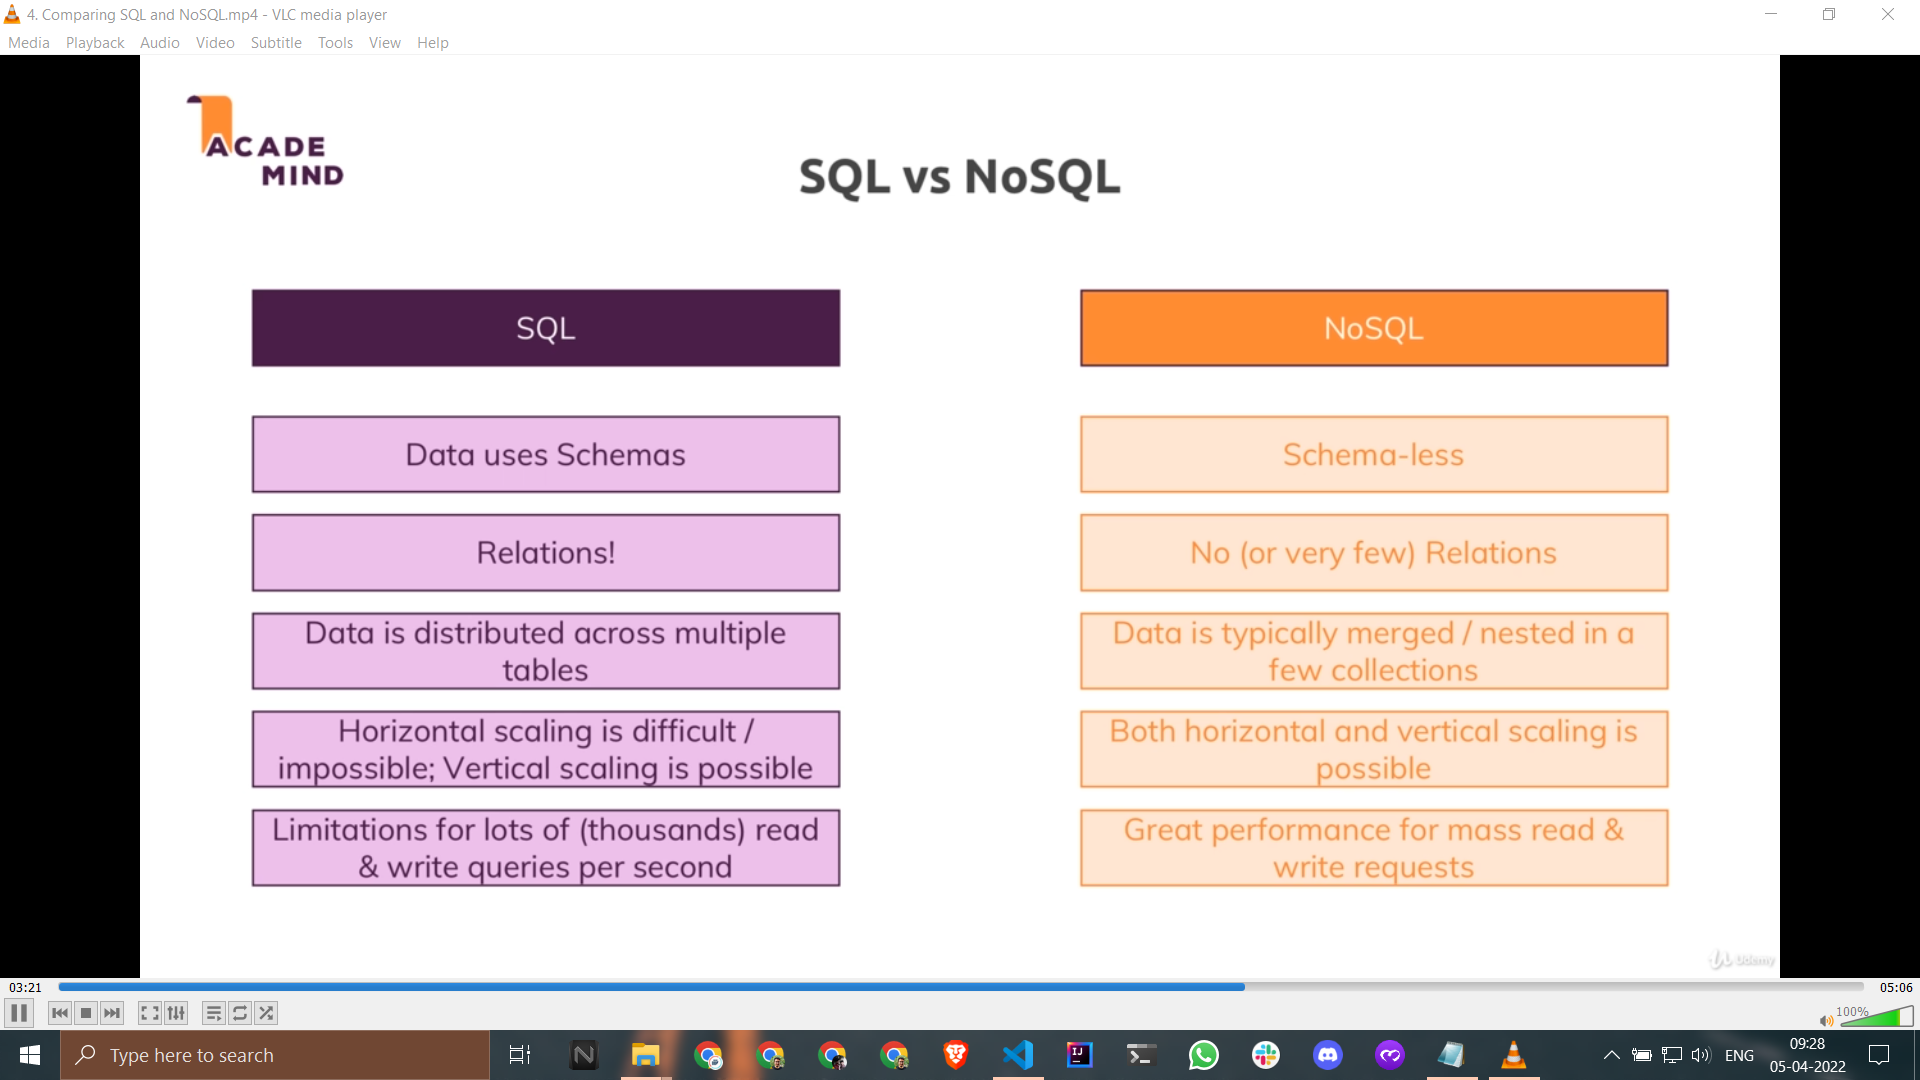 4. Comparing SQL and NoSQL.mp4 - VLC media player
Media Playback Audio Video Subtitle Tools View Help
ACADE
MIND
SQL vs NoSQL
SQL
NoSQL
Data uses Schemas
Schema-less
Relations!
No (or very few) Relations
Data is distributed across multiple
tables
Data is typically merged / nested in a
few collections
Horizontal scaling is difficult /
impossible; Vertical scaling is possible
Both horizontal and vertical scaling is
possible
Limitations for lots of (thousands) read
& write queries per second
Great performance for mass read &
write requests
Udemy
03:21
05:06
100%
Type here to search
ENG
09:28
05-04-2022